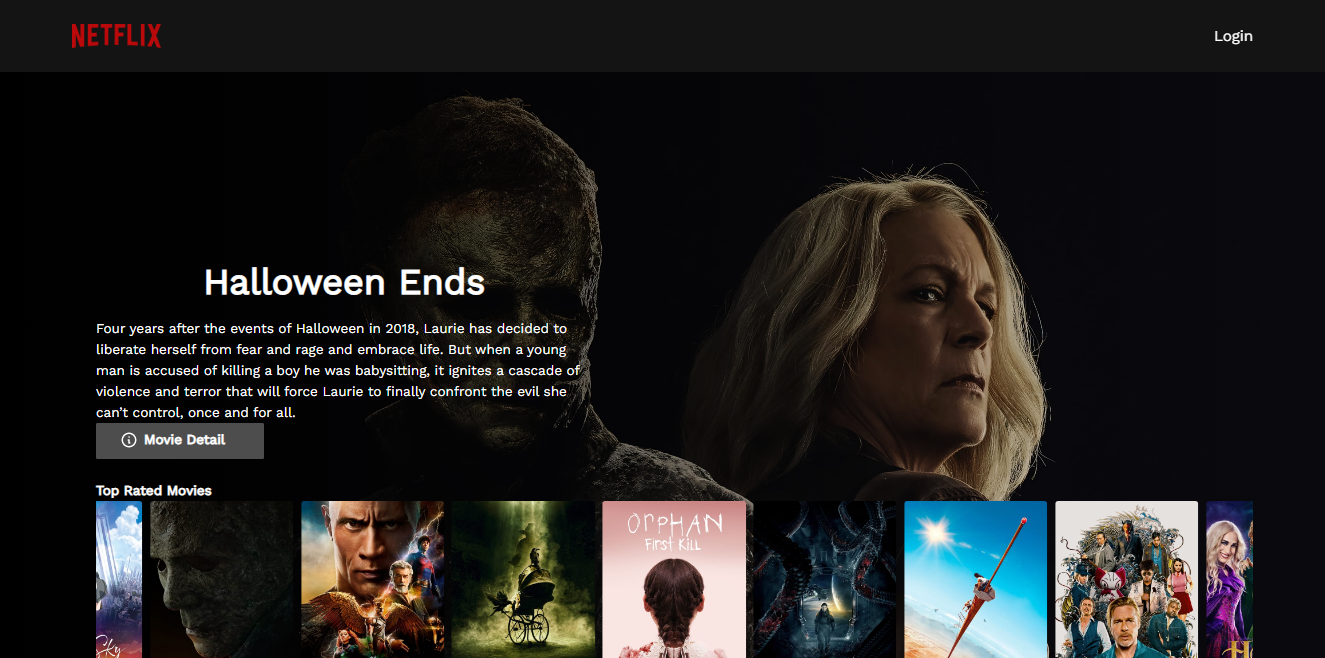 NETFLIX
Login
Halloween Ends
Four years after the events of Halloween in 2018, Laurie has decided to
liberate herself from fear and rage and embrace life. But when a young
man is accused of killing a boy he was babysitting, it ignites a cascade of
violence and terror that will force Laurie to finally confront the evil she
can't control, once and for all.
Movie Detail
Top Rated Movies
ORPHAN
FIRST KILL
Sky
H